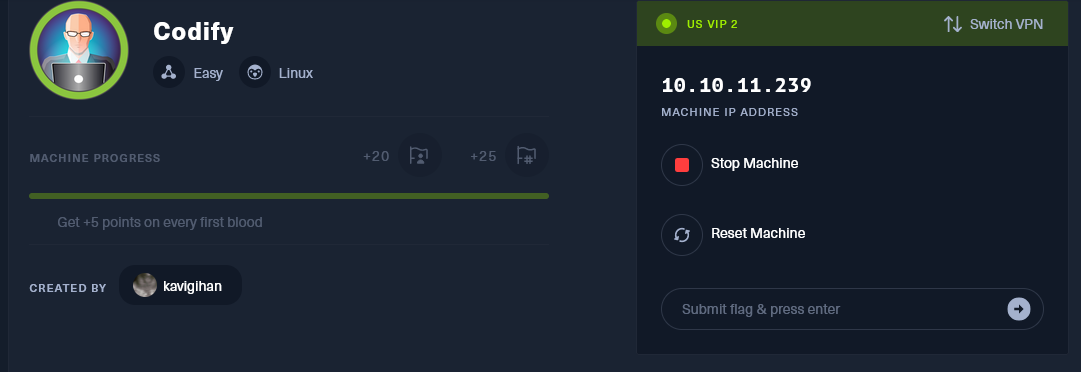 Codify
Easy Linux
MACHINE PROGRESS +20 +25
Get +5 points on every first blood
CREATED BY kavigihan
US VIP 2 Switch VPN
10.10.11.239
MACHINE IP ADDRESS
Stop Machine
Reset Machine
Submit flag & press enter